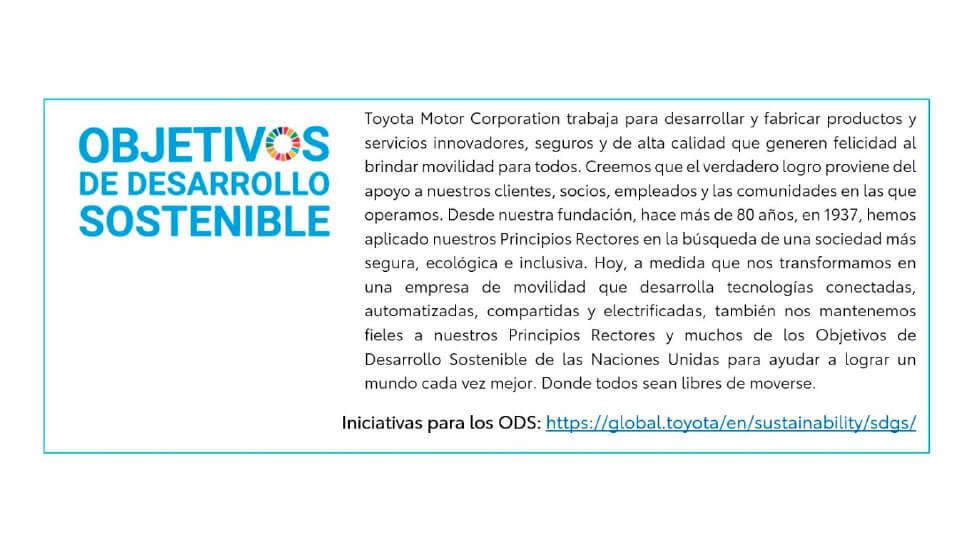 OBJETIVOS
DE DESARROLLO
SOSTENIBLE
Toyota Motor Corporation trabaja para desarrollar y fabricar productos y
servicios innovadores, seguros y de alta calidad que generen felicidad al
brindar movilidad para todos. Creemos que el verdadero logro proviene del
apoyo a nuestros clientes, socios, empleados y las comunidades en las que
operamos. Desde nuestra fundación, hace más de 80 años, en 1937, hemos
aplicado nuestros Principios Rectores en la búsqueda de una sociedad más
segura, ecológica e inclusiva. Hoy, a medida que nos transformamos en
una empresa de movilidad que desarrolla tecnologías conectadas,
automatizadas, compartidas y electrificadas, también nos mantenemos
fieles a nuestros Principios Rectores y muchos de los Objetivos de
Desarrollo Sostenible de las Naciones Unidas para ayudar a lograr un
mundo cada vez mejor. Donde todos sean libres de moverse.
Iniciativas para los ODS: https://global.toyota/en/sustainability/sdgs/